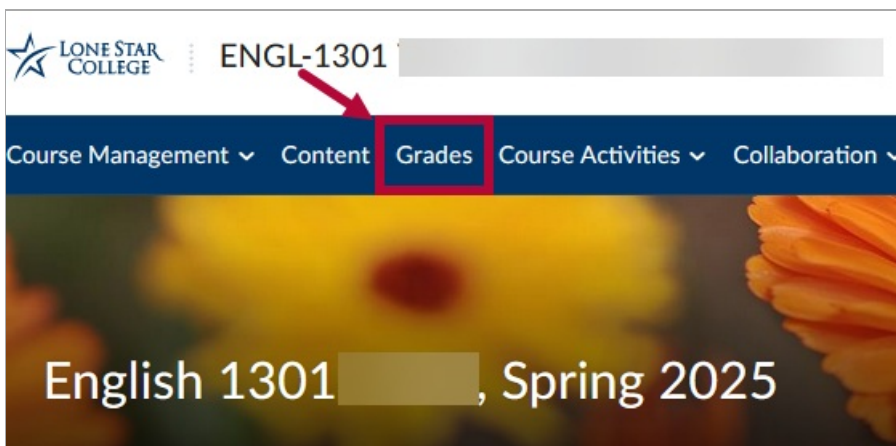 LONE STAR
COLLEGE
ENGL-1301
Course Management Content Grades Course Activities Collaboration
English 1301 , Spring 2025